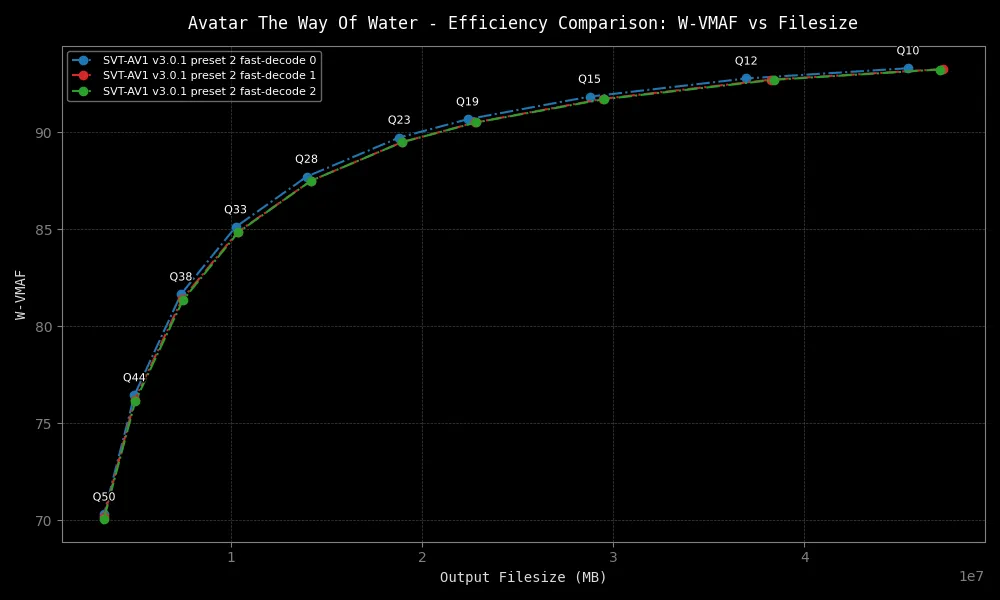 Avatar The Way Of Water - Efficiency Comparison: W-VMAF vs Filesize
SVT-AV1 v3.0.1 preset 2 fast-decode 0
SVT-AV1 v3.0.1 preset 2 fast-decode 1
SVT-AV1 v3.0.1 preset 2 fast-decode 2
Q10
Q12
Q15
Q19
Q23
Q28
Q33
Q38
Q44
Q50
90
85
80
75
70
W-VMAF
1 2 3 4
1e7
Output Filesize (MB)